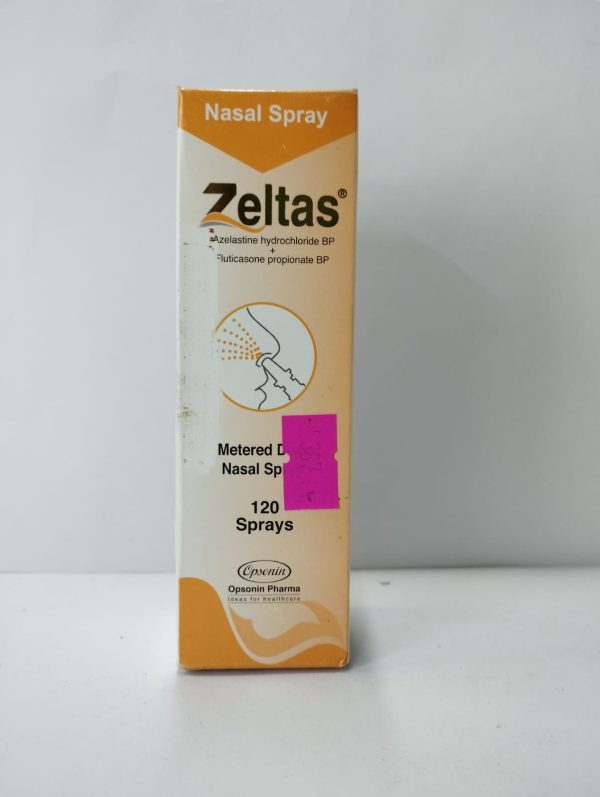 Nasal Spray
Zeltas®
Azelastine hydrochloride BP
+
Fluticasone propionate BP
Metered D
Nasal Sp
120
Sprays
Opsonin
Opsonin Pharma
Ideas for healthcare